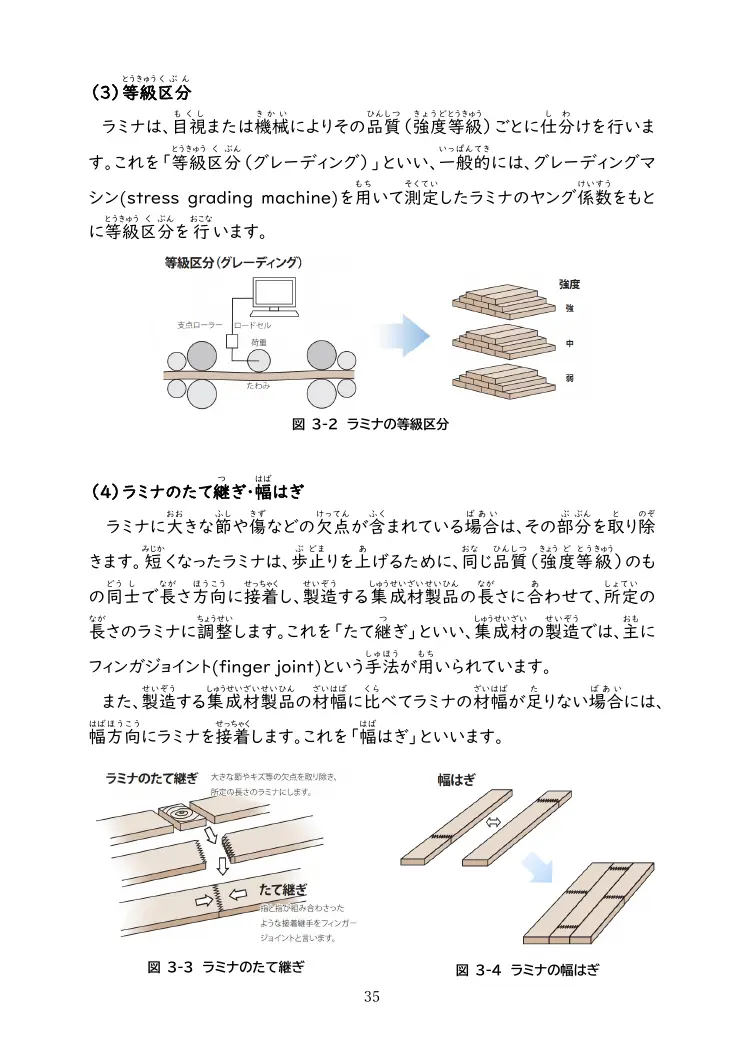 (3)等級区分
ラミナは、目視または機械によりその品質(強度等級)ごとに仕分けを行いま
す。これを「等級区分(グレーディング)」といい、一般的には、グレーディングマ
シン(stress grading machine)を用いて測定したラミナのヤング係数をもと
に等級区分を行います。
等級区分(グレーディング)
強度
強
支点ローラー ロードセル
荷重
中
たわみ
弱
図 3-2 ラミナの等級区分
(4)ラミナのたて継ぎ・幅はぎ
ラミナに大きな節や傷などの欠点が含まれている場合は、その部分を取り除
きます。短くなったラミナは、歩止りを上げるために、同じ品質(強度等級)のも
の同士で長さ方向に接着し、製造する集成材製品の長さに合わせて、所定の
長さのラミナに調整します。これを「たて継ぎ」といい、集成材の製造では、主に
フィンガジョイント(finger joint)という手法が用いられています。
また、製造する集成材製品の材幅に比べてラミナの材幅が足りない場合には、
幅方向にラミナを接着します。これを「幅はぎ」といいます。
ラミナのたて継ぎ 大きな節やキズ等の欠点を取り除き、
所定の長さのラミナにします。
たて継ぎ
指と指が組み合わさった
ような接着継手をフィンガー
ジョイントと言います。
図 3-3 ラミナのたて継ぎ
幅はぎ
図 3-4 ラミナの幅はぎ
35